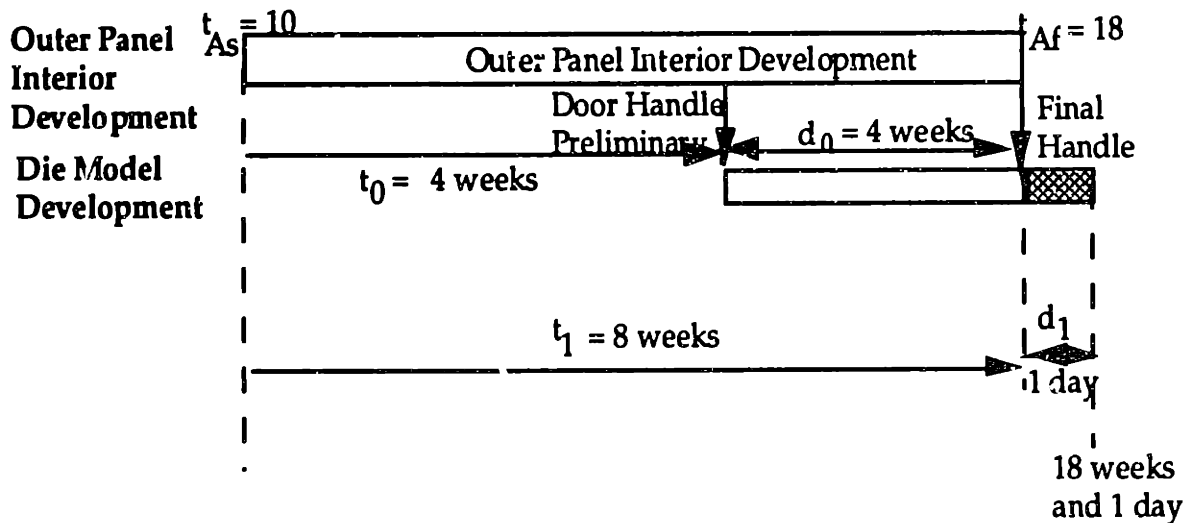 t_As = 10
t_Af = 18
Outer Panel
Interior
Development
Outer Panel Interior Development
Door Handle
Preliminary
d_0 = 4 weeks
Final
Handle
Die Model
Development
t_0 = 4 weeks
t_1 = 8 weeks
d_1
1 day
18 weeks
and 1 day